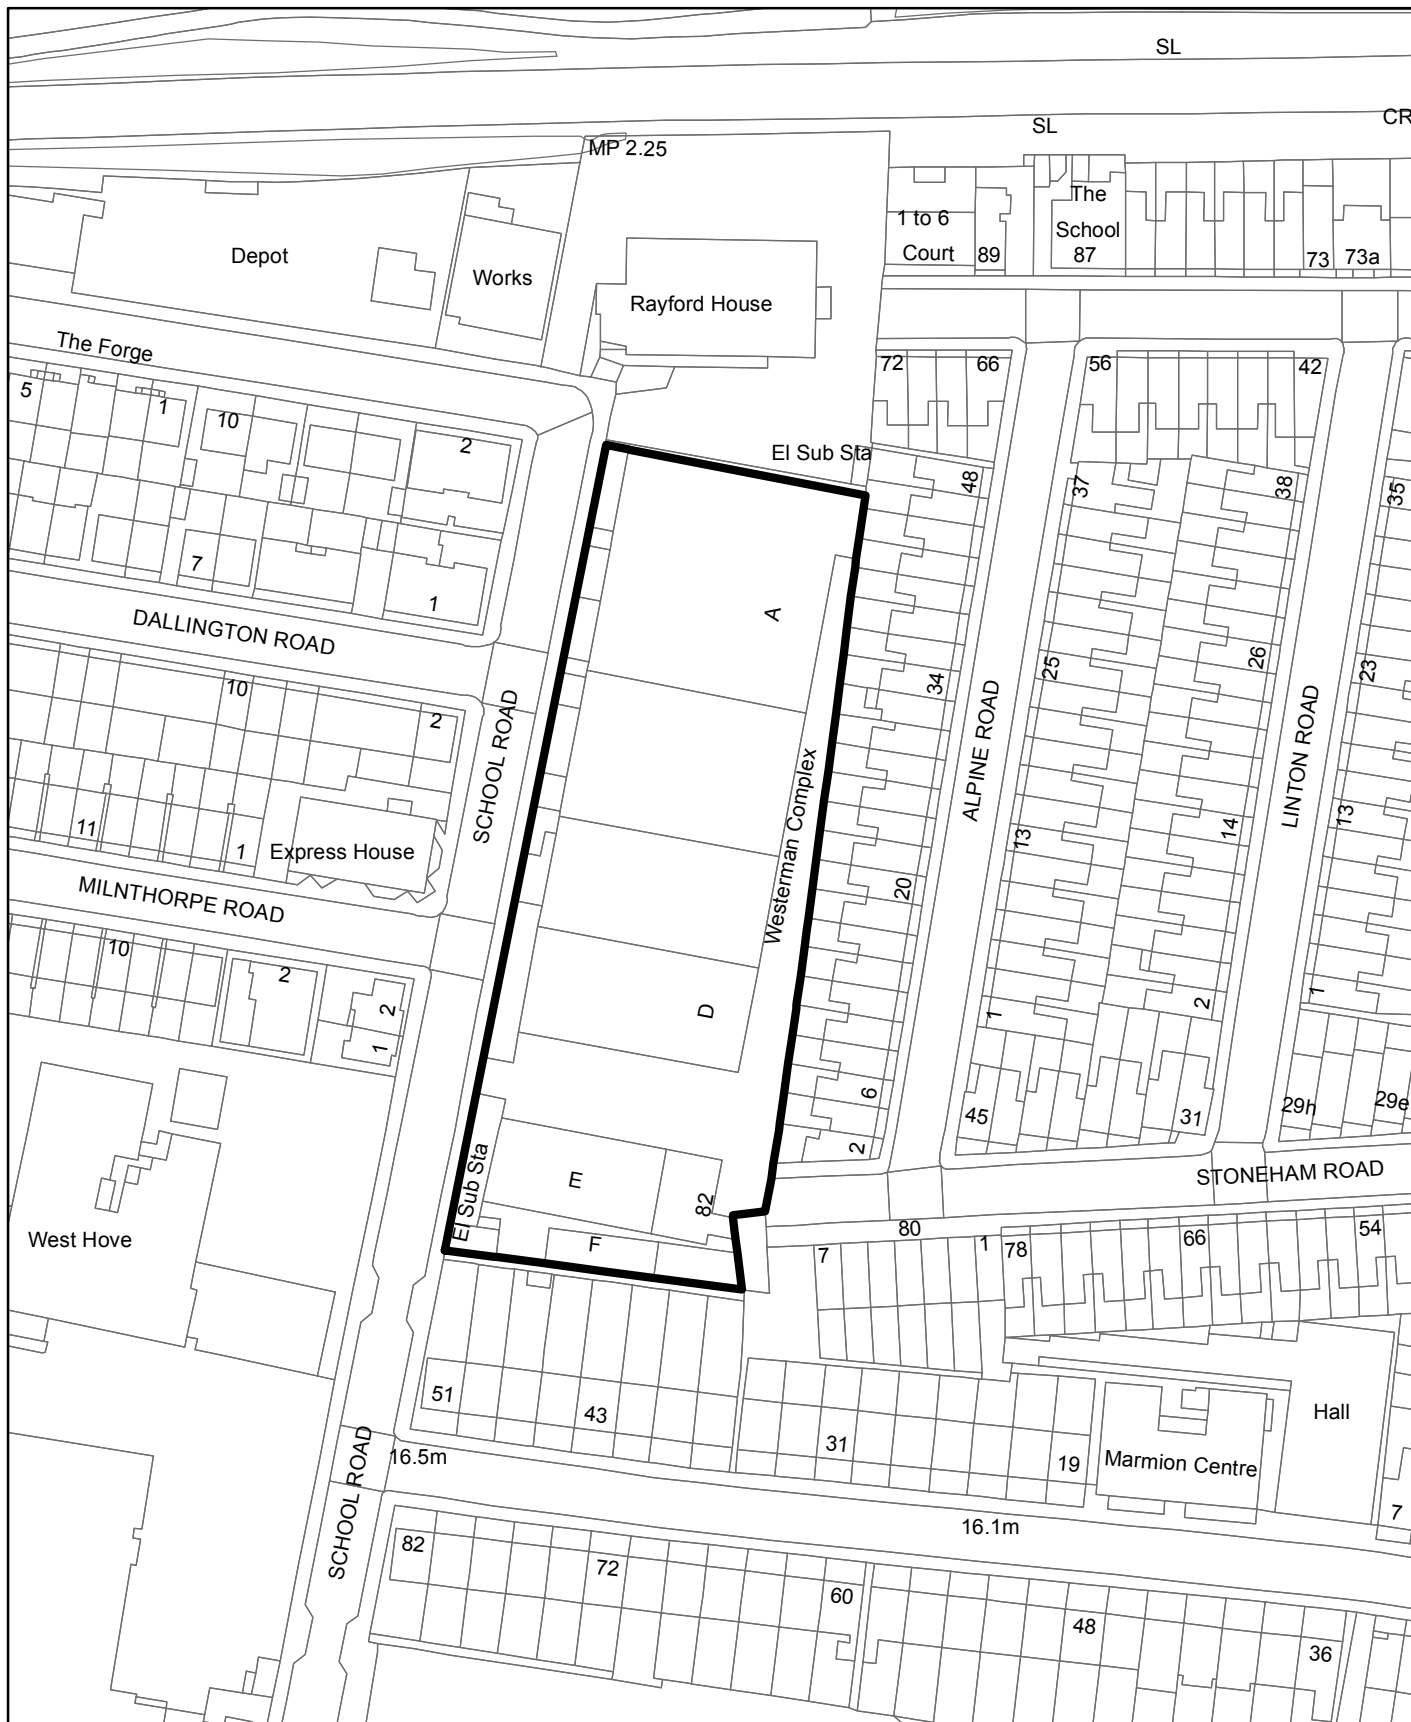 SL
SL
CR
MP 2.25
The
School
87
1 to 6
Court
89
73
73a
Depot
Works
Rayford House
The Forge
5
1
10
2
72
66
56
42
El Sub Sta
48
37
38
35
7
1
A
DALLINGTON ROAD
10
2
SCHOOL ROAD
34
25
26
23
ALPINE ROAD
LINTON ROAD
Westerman Complex
11
1
Express House
13
14
13
MILNTHORPE ROAD
20
10
2
2
1
D
1
2
1
6
2
45
31
29h
29e
STONEHAM ROAD
El Sub Sta
E
82
F
West Hove
80
7
1
78
66
54
51
43
31
19
Marmion Centre
Hall
7
16.5m
SCHOOL ROAD
16.1m
82
72
60
48
36